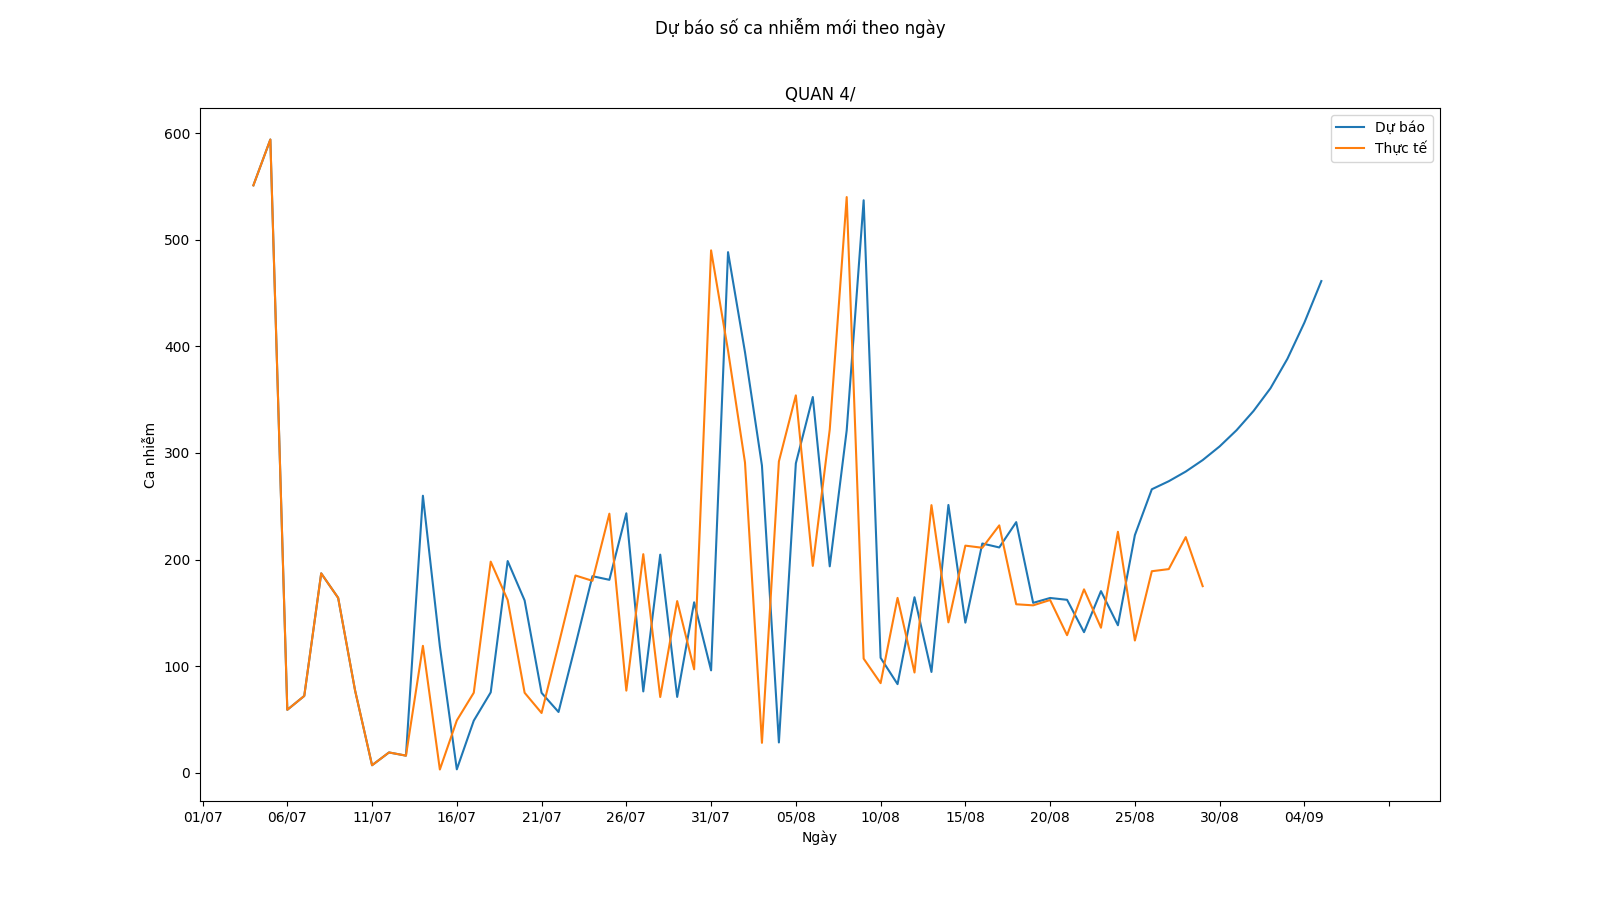 Dự báo số ca nhiễm mới theo ngày
QUAN 4/
Dự báo
Thực tế
600
500
400
300
200
100
0
Ca nhiễm
01/07 06/07 11/07 16/07 21/07 26/07 31/07 05/08 10/08 15/08 20/08 25/08 30/08 04/09
Ngày